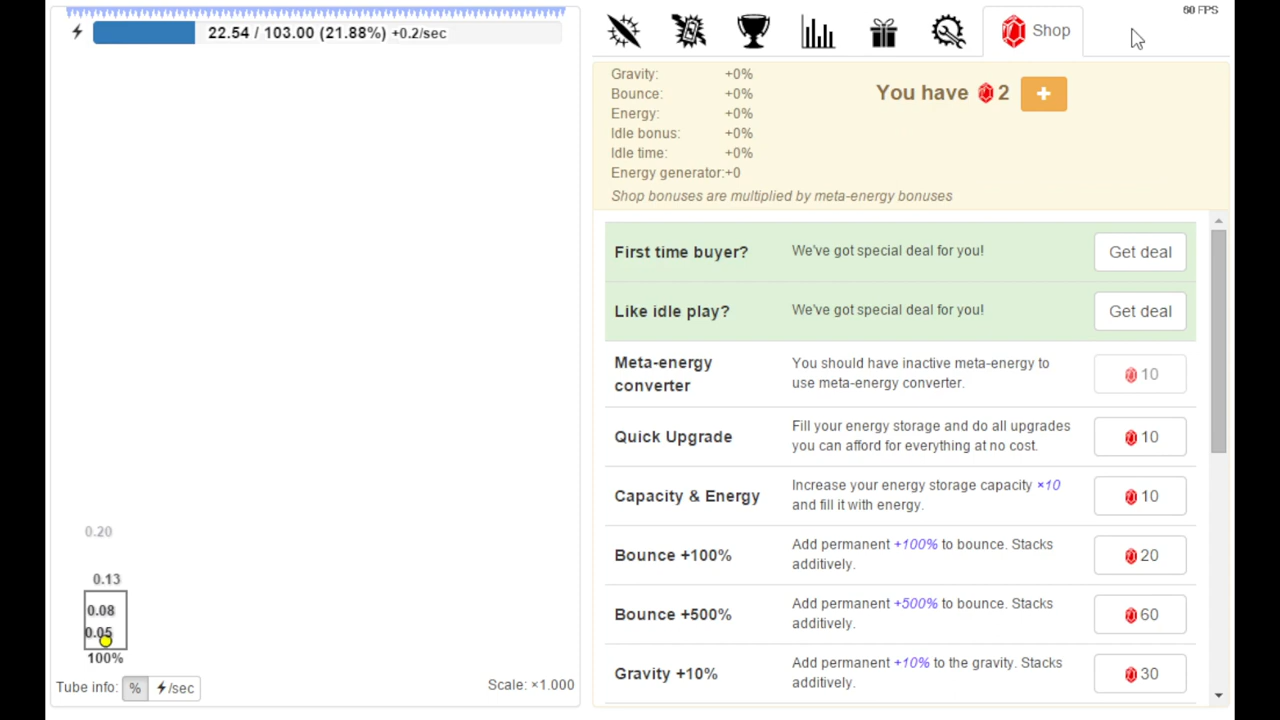 60 FPS
22.54 / 103.00 (21.88%) +0.2/sec
Shop
Gravity: +0%
Bounce: +0%
Energy: +0%
Idle bonus: +0%
Idle time: +0%
Energy generator:+0
Shop bonuses are multiplied by meta-energy bonuses
You have 2 +
First time buyer? We've got special deal for you! Get deal
Like idle play? We've got special deal for you! Get deal
Meta-energy
converter
You should have inactive meta-energy to
use meta-energy converter.
10
Quick Upgrade
Fill your energy storage and do all upgrades
you can afford for everything at no cost.
10
Capacity & Energy
Increase your energy storage capacity ×10
and fill it with energy.
10
Bounce +100%
Add permanent +100% to bounce. Stacks
additively.
20
Bounce +500%
Add permanent +500% to bounce. Stacks
additively.
60
Gravity +10%
Add permanent +10% to the gravity. Stacks
additively.
30
0.20
0.13
0.08
0.05
100%
Tube info: % /sec
Scale: ×1.000